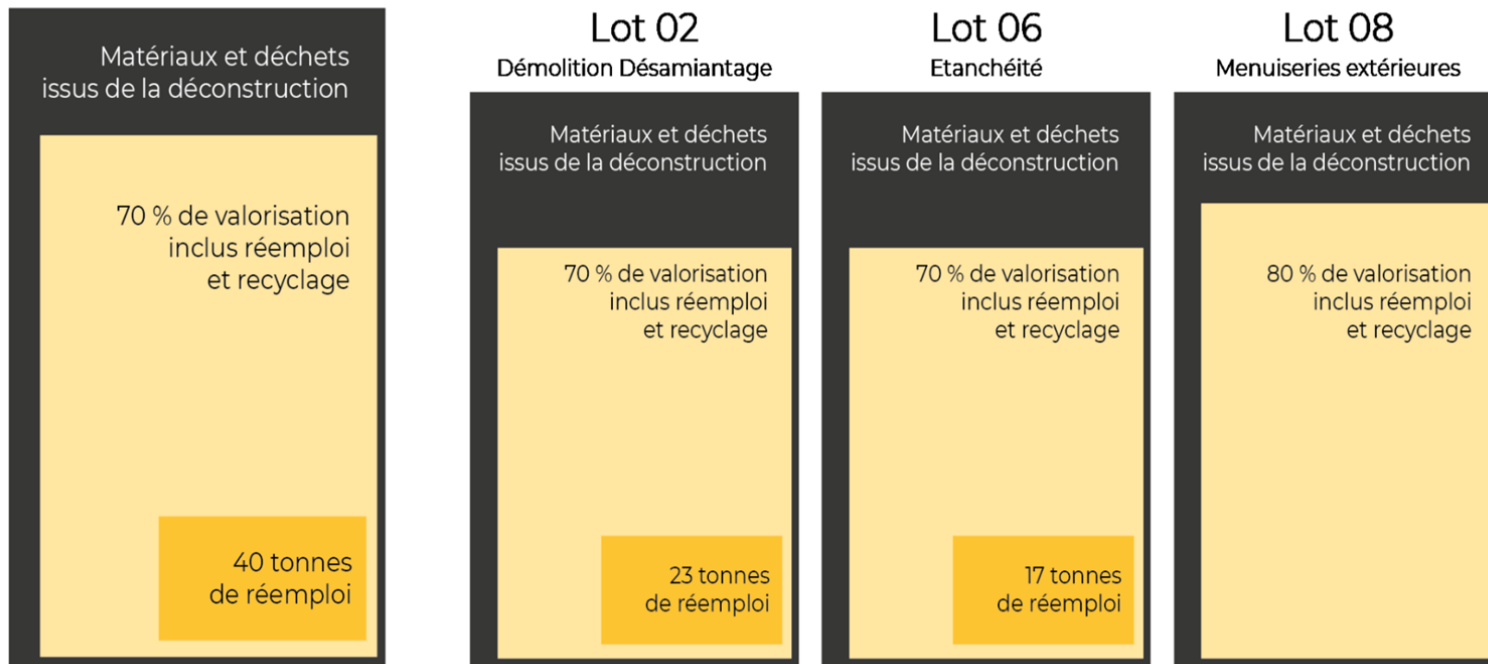 Matériaux et déchets
issus de la déconstruction
70 % de valorisation
inclus réemploi
et recyclage
40 tonnes
de réemploi
Lot 02
Démolition Désamiantage
Matériaux et déchets
issus de la déconstruction
70 % de valorisation
inclus réemploi
et recyclage
23 tonnes
de réemploi
Lot 06
Etanchéité
Matériaux et déchets
issus de la déconstruction
70 % de valorisation
inclus réemploi
et recyclage
17 tonnes
de réemploi
Lot 08
Menuiseries extérieures
Matériaux et déchets
issus de la déconstruction
80 % de valorisation
inclus réemploi
et recyclage